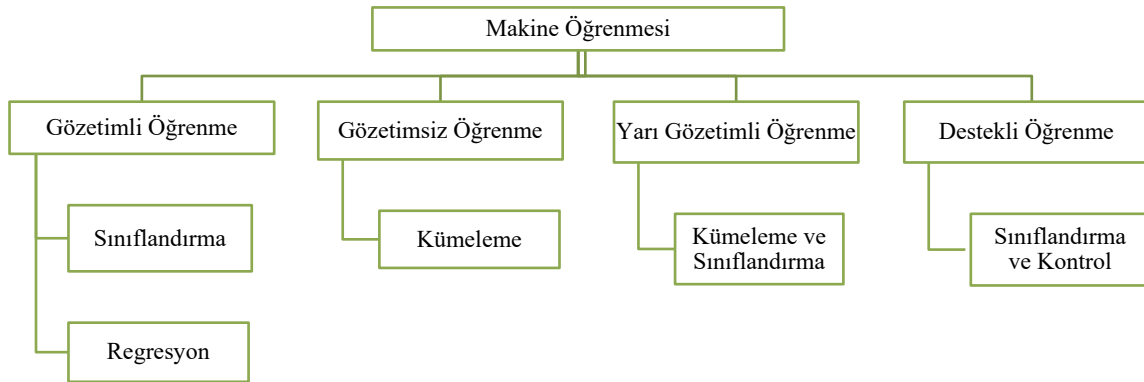 Makine Öğrenmesi
Gözetimli Öğrenme
Gözetimsiz Öğrenme
Yarı Gözetimli Öğrenme
Destekli Öğrenme
Sınıflandırma
Kümeleme
Kümeleme ve
Sınıflandırma
Sınıflandırma
ve Kontrol
Regresyon